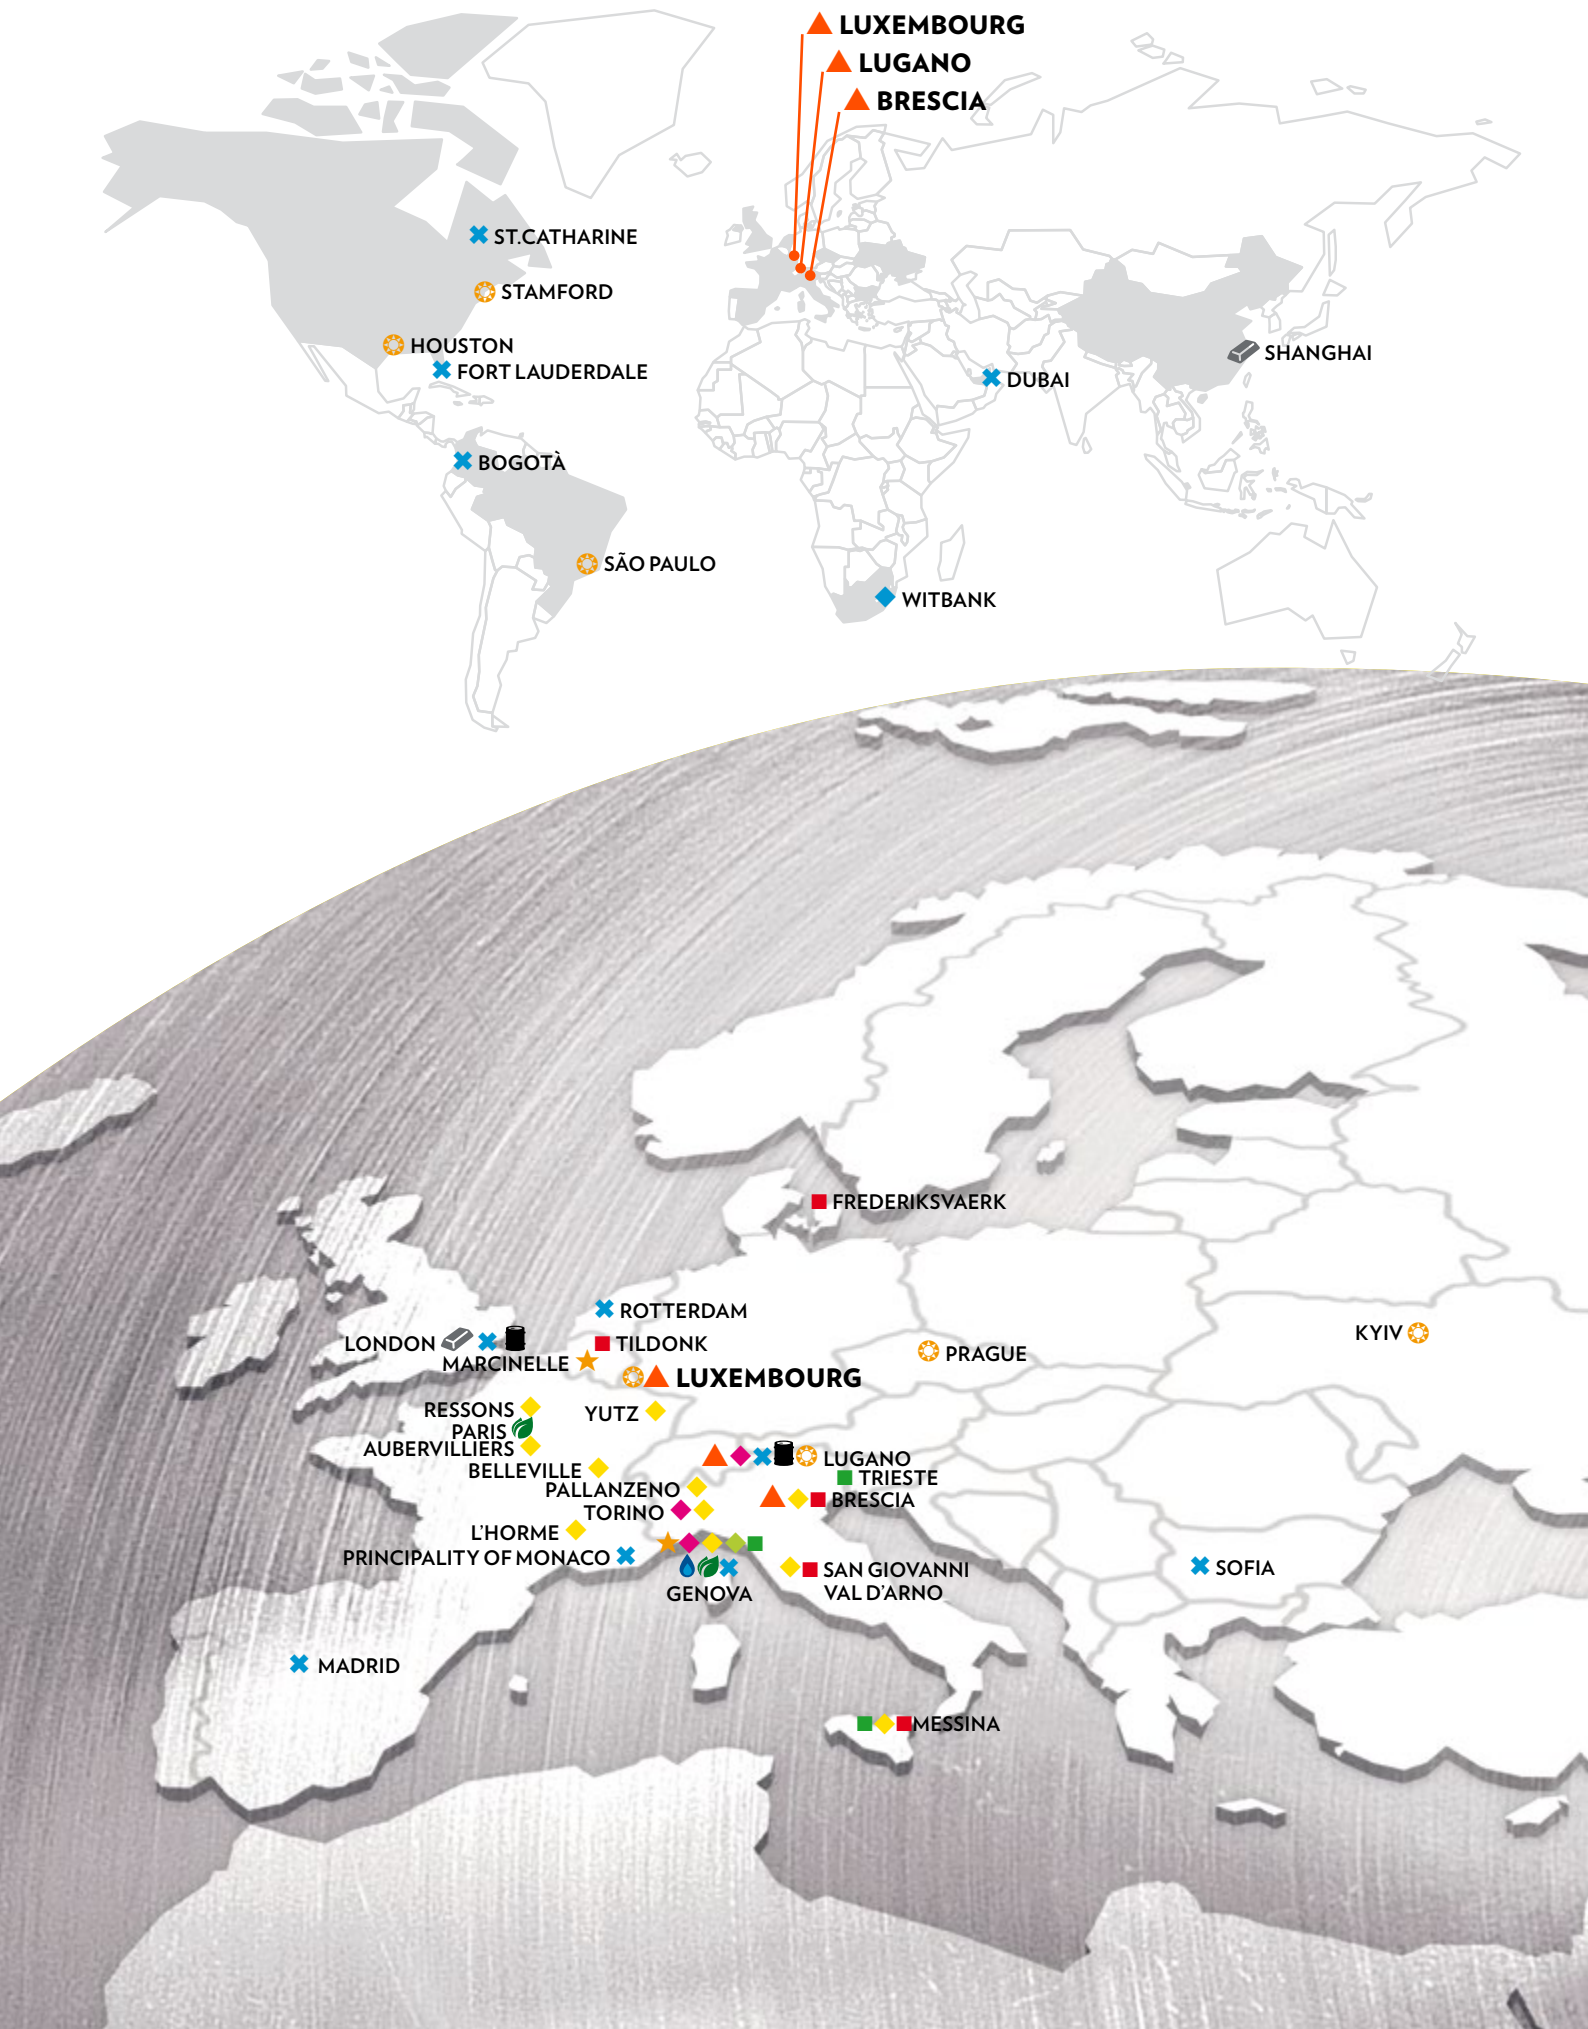 LUXEMBOURG
LUGANO
BRESCIA
ST.CATHARINE
STAMFORD
HOUSTON
FORT LAUDERDALE
SHANGHAI
DUBAI
BOGOTÀ
SÃO PAULO
WITBANK
FREDERIKSVAERK
ROTTERDAM
LONDON
TILDONK
KYIV
MARCINELLE
PRAGUE
LUXEMBOURG
RESSONS
YUTZ
PARIS
AUBERVILLIERS
LUGANO
BELLEVILLE
TRIESTE
PALLANZENO
BRESCIA
TORINO
L'HORME
PRINCIPALITY OF MONACO
SOFIA
SAN GIOVANNI
VAL D'ARNO
GENOVA
MADRID
MESSINA